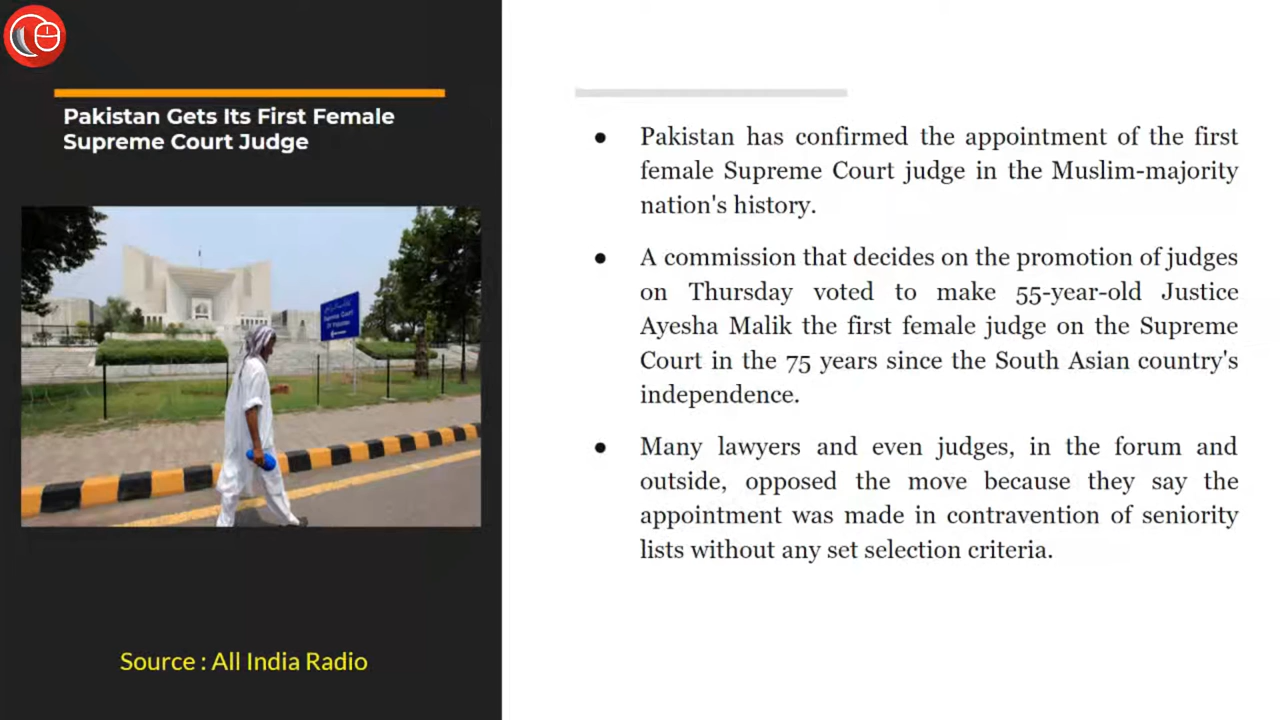 Pakistan Gets Its First Female
Supreme Court Judge
Supreme Court
Of Pakistan
Source : All India Radio
● Pakistan has confirmed the appointment of the first
female Supreme Court judge in the Muslim-majority
nation's history.
● A commission that decides on the promotion of judges
on Thursday voted to make 55-year-old Justice
Ayesha Malik the first female judge on the Supreme
Court in the 75 years since the South Asian country's
independence.
● Many lawyers and even judges, in the forum and
outside, opposed the move because they say the
appointment was made in contravention of seniority
lists without any set selection criteria.